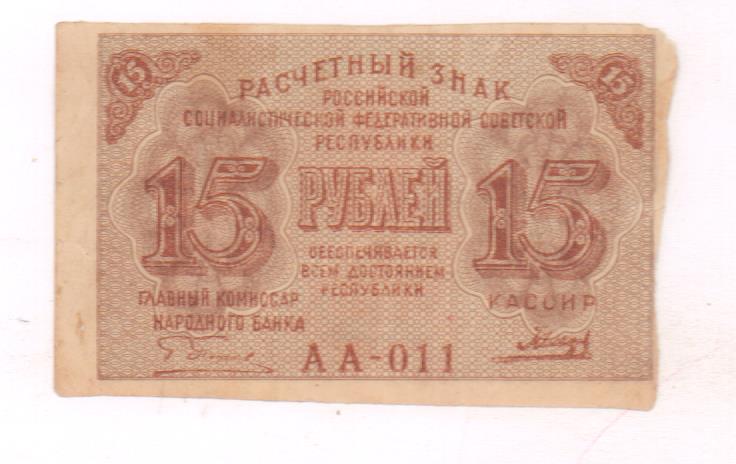 15 15
РАСЧЕТНЫЙ ЗНАК
РОССИЙСКОЙ
СОЦИАЛИСТИЧЕСКОЙ ФЕДЕРАТИВНОЙ СОВЕТСКОЙ
РЕСПУБЛИКИ
15 РУБЛЕЙ 15
ОБЕСПЕЧИВАЕТСЯ
ВСЕМ ДОСТОЯНИЕМ
РЕСПУБЛИКИ
ГЛАВНЫЙ КОМИССАР
НАРОДНОГО БАНКА
КАССИР
АА-011